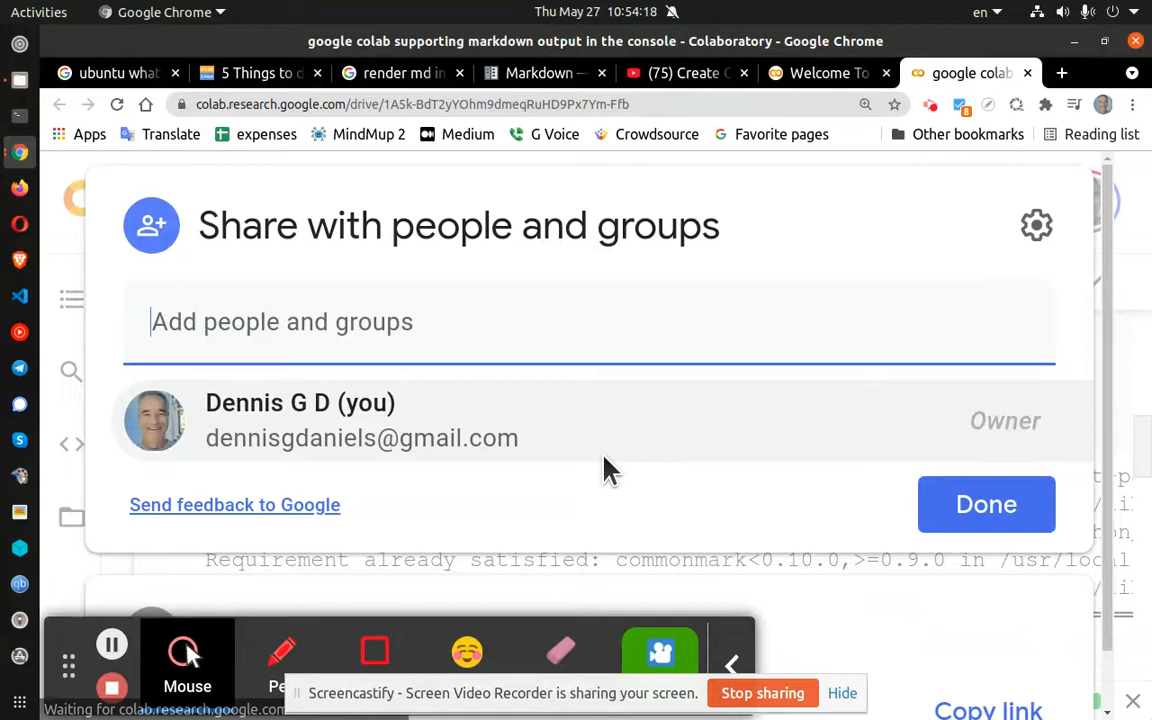 Activities
Google Chrome
Thu May 27 10:54:18
en
google colab supporting markdown output in the console - Colaboratory - Google Chrome
ubuntu what
5 Things to d
render md in
Markdown —
(75) Create C
Welcome To
google colab
colab.research.google.com/drive/1A5k-BdT2yYOhm9dmeqRuHD9Px7Ym-Ffb
8
Apps
Translate
expenses
MindMup 2
Medium
G Voice
Crowdsource
Favorite pages
Other bookmarks
Reading list
Share with people and groups
Add people and groups
Dennis G D (you)
dennisgdaniels@gmail.com
Owner
Send feedback to Google
Done
Requirement already satisfied: commonmark<0.10.0,>=0.9.0 in /usr/local
Mouse
Screencastify - Screen Video Recorder is sharing your screen.
Stop sharing
Hide
Waiting for colab.research.google.com
Copy link